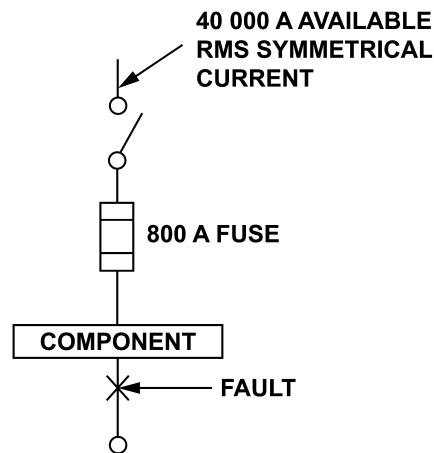 40 000 A AVAILABLE
RMS SYMMETRICAL
CURRENT
800 A FUSE
COMPONENT
FAULT